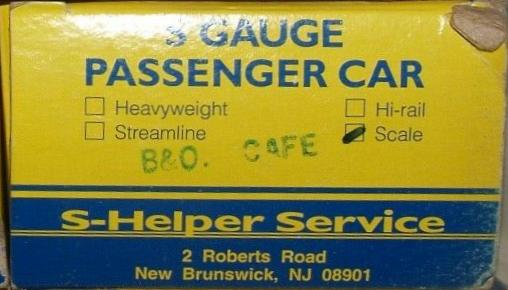 S GAUGE
PASSENGER CAR
Heavyweight Hi-rail
Streamline Scale
B&O. CAFE
S-Helper Service
2 Roberts Road
New Brunswick, NJ 08901